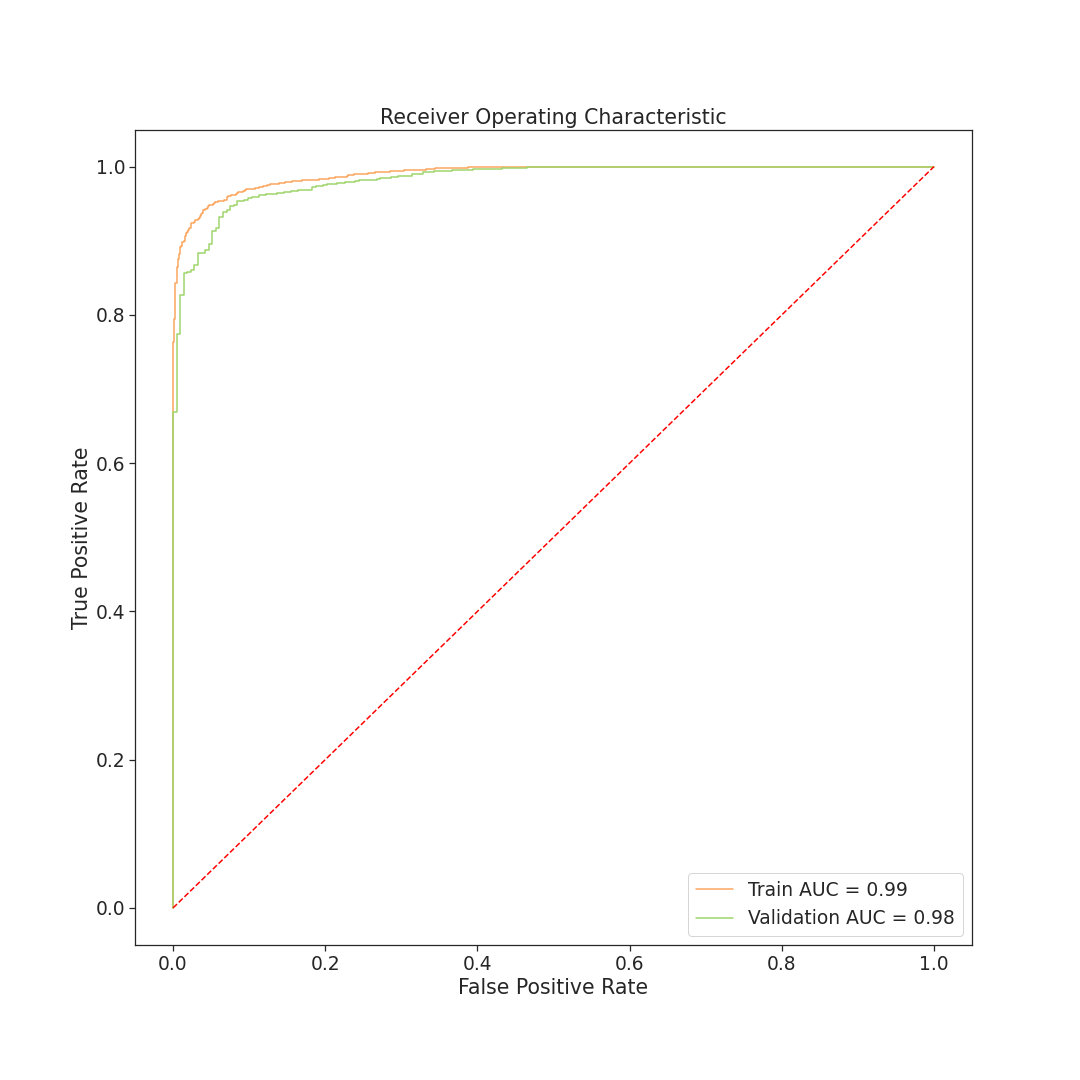 Receiver Operating Characteristic
1.0
0.8
0.6
0.4
0.2
0.0
True Positive Rate
Train AUC = 0.99
Validation AUC = 0.98
0.0 0.2 0.4 0.6 0.8 1.0
False Positive Rate